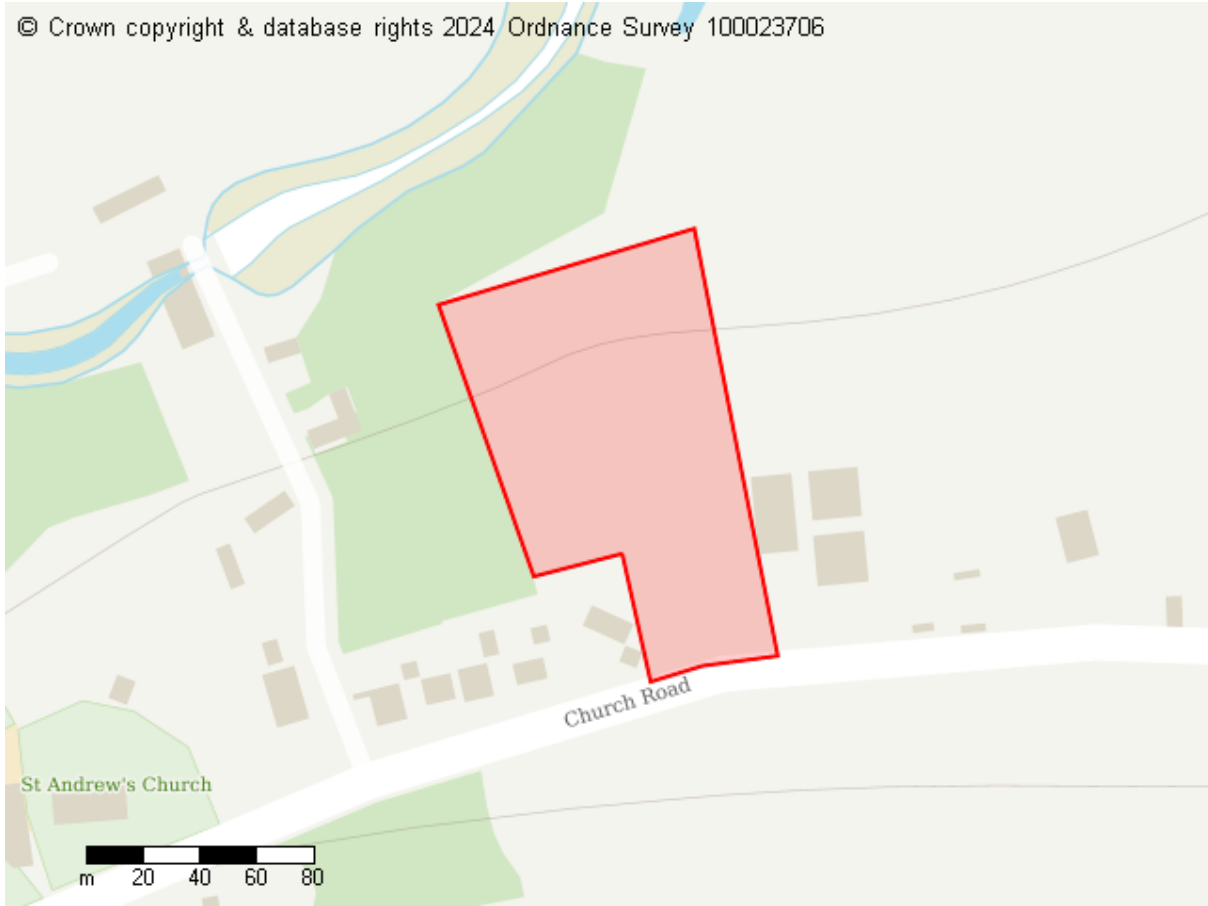 © Crown copyright & database rights 2024 Ordnance Survey 100023706
Church Road
St Andrew's Church
m 20 40 60 80